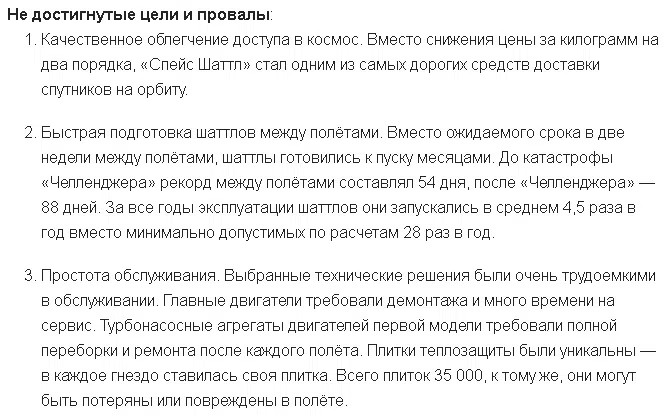 Не достигнутые цели и провалы:
1. Качественное облегчение доступа в космос. Вместо снижения цены за килограмм на
два порядка, «Спейс Шаттл» стал одним из самых дорогих средств доставки
спутников на орбиту.
2. Быстрая подготовка шаттлов между полётами. Вместо ожидаемого срока в две
недели между полётами, шаттлы готовились к пуску месяцами. До катастрофы
«Челленджера» рекорд между полётами составлял 54 дня, после «Челленджера» —
88 дней. За все годы эксплуатации шаттлов они запускались в среднем 4,5 раза в
год вместо минимально допустимых по расчетам 28 раз в год.
3. Простота обслуживания. Выбранные технические решения были очень трудоемкими
в обслуживании. Главные двигатели требовали демонтажа и много времени на
сервис. Турбонасосные агрегаты двигателей первой модели требовали полной
переборки и ремонта после каждого полёта. Плитки теплозащиты были уникальны —
в каждое гнездо ставилась своя плитка. Всего плиток 35 000, к тому же, они могут
быть потеряны или повреждены в полёте.